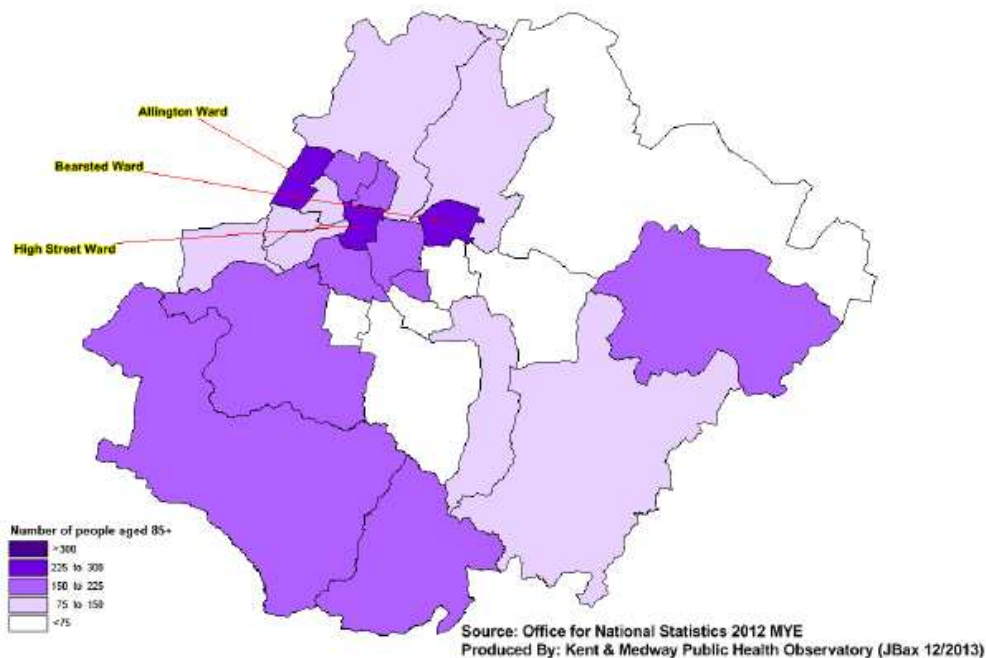 Allington Ward
Bearsted Ward
High Street Ward
Number of people aged 85+
>300
225 to 300
150 to 225
75 to 150
<75
Source: Office for National Statistics 2012 MYE
Produced By: Kent & Medway Public Health Observatory (JBax 12/2013)